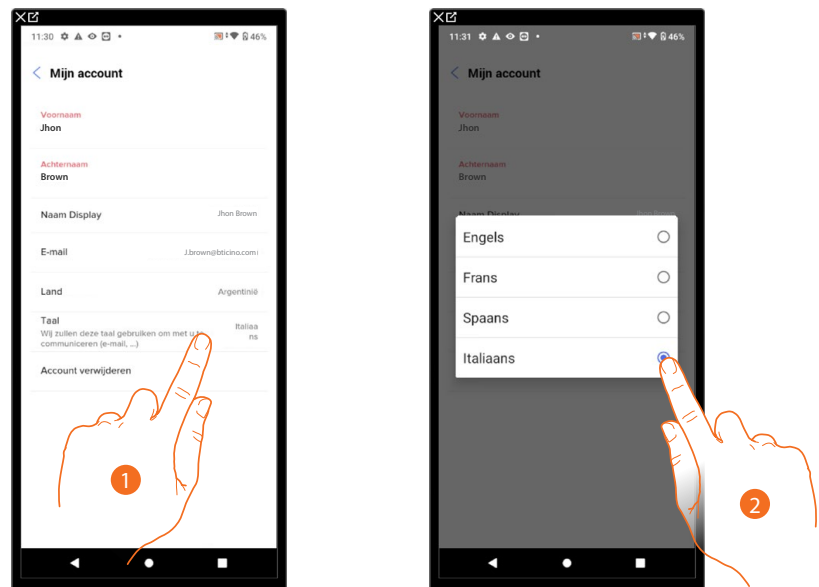 11:30
46%
Mijn account
Voornaam
Jhon
Achternaam
Brown
Naam Display
Jhon Brown
E-mail
J.brown@bticino.com
Land
Argentinië
Taal
Wij zullen deze taal gebruiken om met u te
communiceren (e-mail, ...)
Italiaa
ns
Account verwijderen
1
11:31
46%
Mijn account
Voornaam
Jhon
Achternaam
Brown
Naam Display
Engels
Frans
Spaans
Italiaans
2